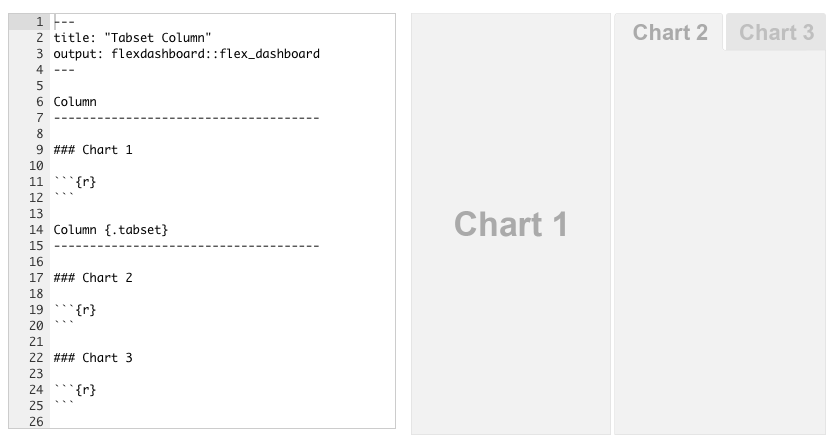 1 ---
2 title: "Tabset Column"
3 output: flexdashboard::flex_dashboard
4 ---
5
6 Column
7 -------------------------------------
8
9 ### Chart 1
10
11 ```{r}
12 ```
13
14 Column {.tabset}
15 -------------------------------------
16
17 ### Chart 2
18
19 ```{r}
20 ```
21
22 ### Chart 3
23
24 ```{r}
25 ```
26
Chart 1
Chart 2 Chart 3